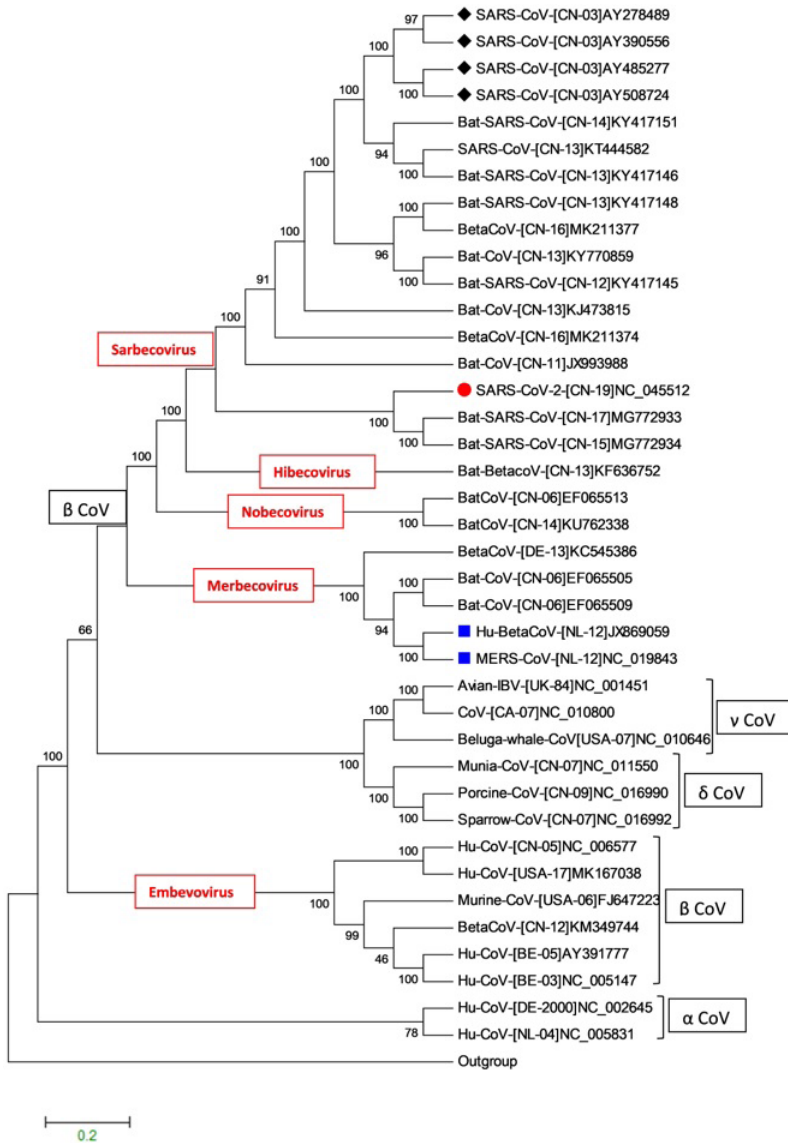 97
SARS-CoV-[CN-03]AY278489
100
SARS-CoV-[CN-03]AY390556
SARS-CoV-[CN-03]AY485277
100
100
SARS-CoV-[CN-03]AY508724
Bat-SARS-CoV-[CN-14]KY417151
94
SARS-CoV-[CN-13]KT444582
100
Bat-SARS-CoV-[CN-13]KY417146
100
Bat-SARS-CoV-[CN-13]KY417148
100
BetaCoV-[CN-16]MK211377
96
Bat-CoV-[CN-13]KY770859
100
Bat-SARS-CoV-[CN-12]KY417145
91
Bat-CoV-[CN-13]KJ473815
100
BetaCoV-[CN-16]MK211374
Sarbecovirus
Bat-CoV-[CN-11]JX993988
SARS-CoV-2-[CN-19]NC_045512
100
100
Bat-SARS-CoV-[CN-17]MG772933
100
Bat-SARS-CoV-[CN-15]MG772934
100
Hibecovirus
Bat-BetacoV-[CN-13]KF636752
β CoV
Nobecovirus
BatCoV-[CN-06]EF065513
100
BatCoV-[CN-14]KU762338
BetaCoV-[DE-13]KC545386
Merbecovirus
100
100
Bat-CoV-[CN-06]EF065505
Bat-CoV-[CN-06]EF065509
66
94
Hu-BetaCoV-[NL-12]JX869059
100
MERS-CoV-[NL-12]NC_019843
100
Avian-IBV-[UK-84]NC_001451
100
CoV-[CA-07]NC_010800
ν CoV
Beluga-whale-CoV[USA-07]NC_010646
100
100
Munia-CoV-[CN-07]NC_011550
100
Porcine-CoV-[CN-09]NC_016990
δ CoV
100
Sparrow-CoV-[CN-07]NC_016992
100
Hu-CoV-[CN-05]NC_006577
Hu-CoV-[USA-17]MK167038
Embevovirus
100
Murine-CoV-[USA-06]FJ647223
β CoV
99
BetaCoV-[CN-12]KM349744
46
Hu-CoV-[BE-05]AY391777
100
Hu-CoV-[BE-03]NC_005147
Hu-CoV-[DE-2000]NC_002645
α CoV
78
Hu-CoV-[NL-04]NC_005831
Outgroup
0.2